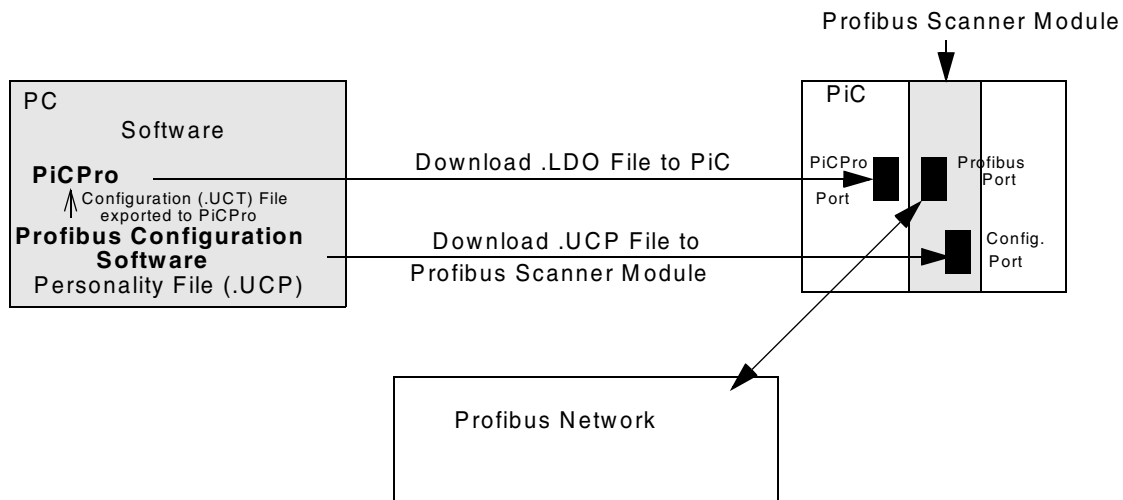 Profibus Scanner Module
PC
Software
PiCPro
Configuration (.UCT) File
exported to PiCPro
Profibus Configuration
Software
Personality File (.UCP)
Download .LDO File to PiC
Download .UCP File to
Profibus Scanner Module
PiC
PiCPro
Port
Profibus
Port
Config.
Port
Profibus Network